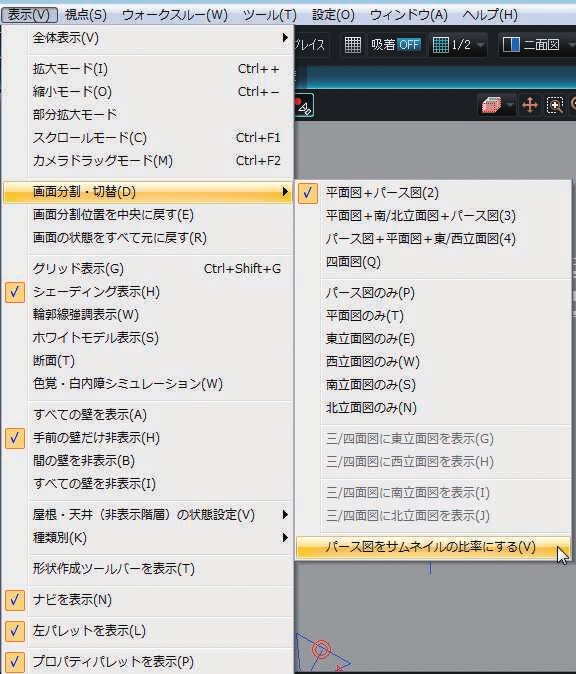 表示(V) 視点(S) ウォークスルー(W) ツール(T) 設定(O) ウィンドウ(A) ヘルプ(H)
プレイス 吸着 OFF 1/2 二面図
全体表示(V)
拡大モード(I) Ctrl++
縮小モード(O) Ctrl+−
部分拡大モード
スクロールモード(C) Ctrl+F1
カメラドラッグモード(M) Ctrl+F2
画面分割・切替(D)
画面分割位置を中央に戻す(E)
画面の状態をすべて元に戻す(R)
グリッド表示(G) Ctrl+Shift+G
シェーディング表示(H)
輪郭線強調表示(W)
ホワイトモデル表示(S)
断面(T)
色覚・白内障シミュレーション(W)
すべての壁を表示(A)
手前の壁だけ非表示(H)
間の壁を非表示(B)
すべての壁を非表示(I)
屋根・天井（非表示階層）の状態設定(V)
種類別(K)
形状作成ツールバーを表示(T)
ナビを表示(N)
左パレットを表示(L)
プロパティパレットを表示(P)
平面図＋パース図(2)
平面図＋南/北立面図＋パース図(3)
パース図＋平面図＋東/西立面図(4)
四面図(Q)
パース図のみ(P)
平面図のみ(T)
東立面図のみ(E)
西立面図のみ(W)
南立面図のみ(S)
北立面図のみ(N)
三/四面図に東立面図を表示(G)
三/四面図に西立面図を表示(H)
三/四面図に南立面図を表示(I)
三/四面図に北立面図を表示(J)
パース図をサムネイルの比率にする(V)